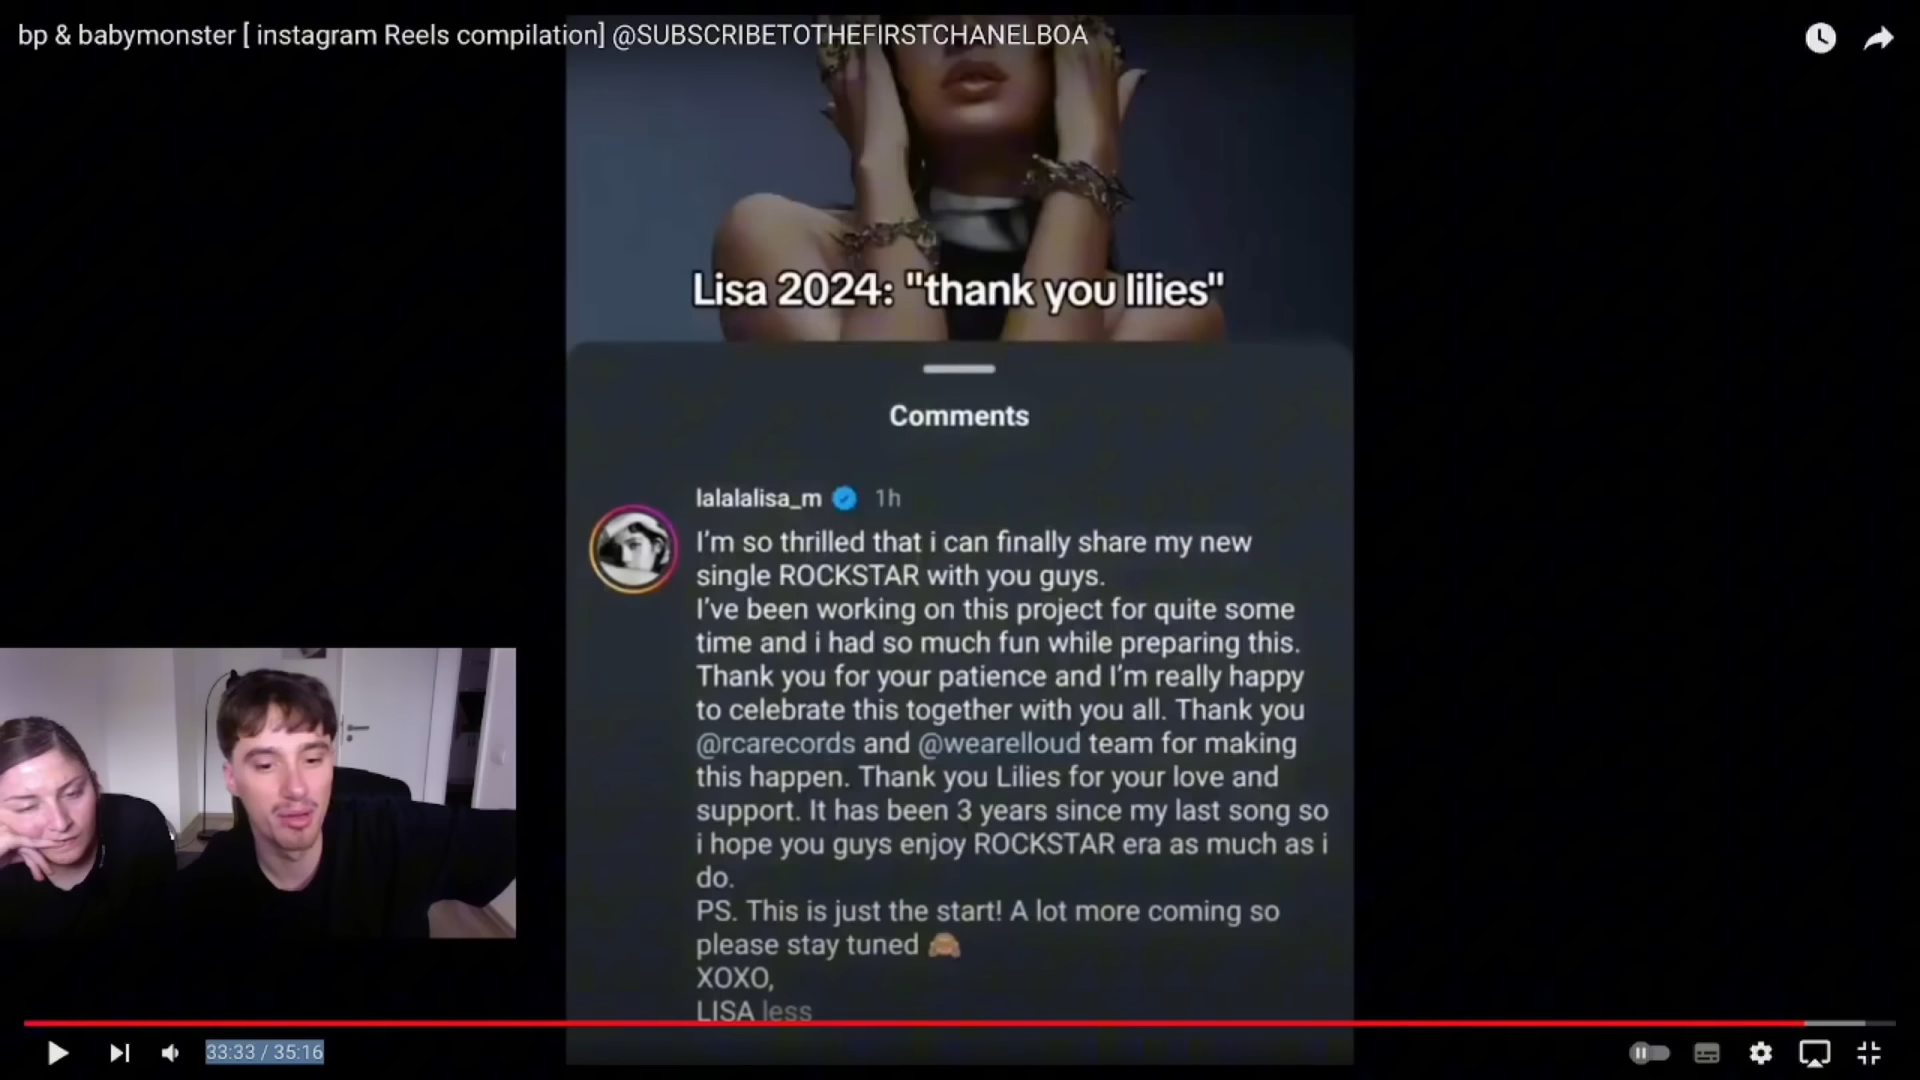 bp & babymonster [ instagram Reels compilation] @SUBSCRIBETOTHEFIRSTCHANELBOA
Lisa 2024: "thank you lilies"
Comments
lalalalisa_m 1h
I'm so thrilled that i can finally share my new
single ROCKSTAR with you guys.
I've been working on this project for quite some
time and i had so much fun while preparing this.
Thank you for your patience and I'm really happy
to celebrate this together with you all. Thank you
@rcarecords and @wearelloud team for making
this happen. Thank you Lilies for your love and
support. It has been 3 years since my last song so
i hope you guys enjoy ROCKSTAR era as much as i
do.
PS. This is just the start! A lot more coming so
please stay tuned 🙈
XOXO,
LISA less
33:33 / 35:16